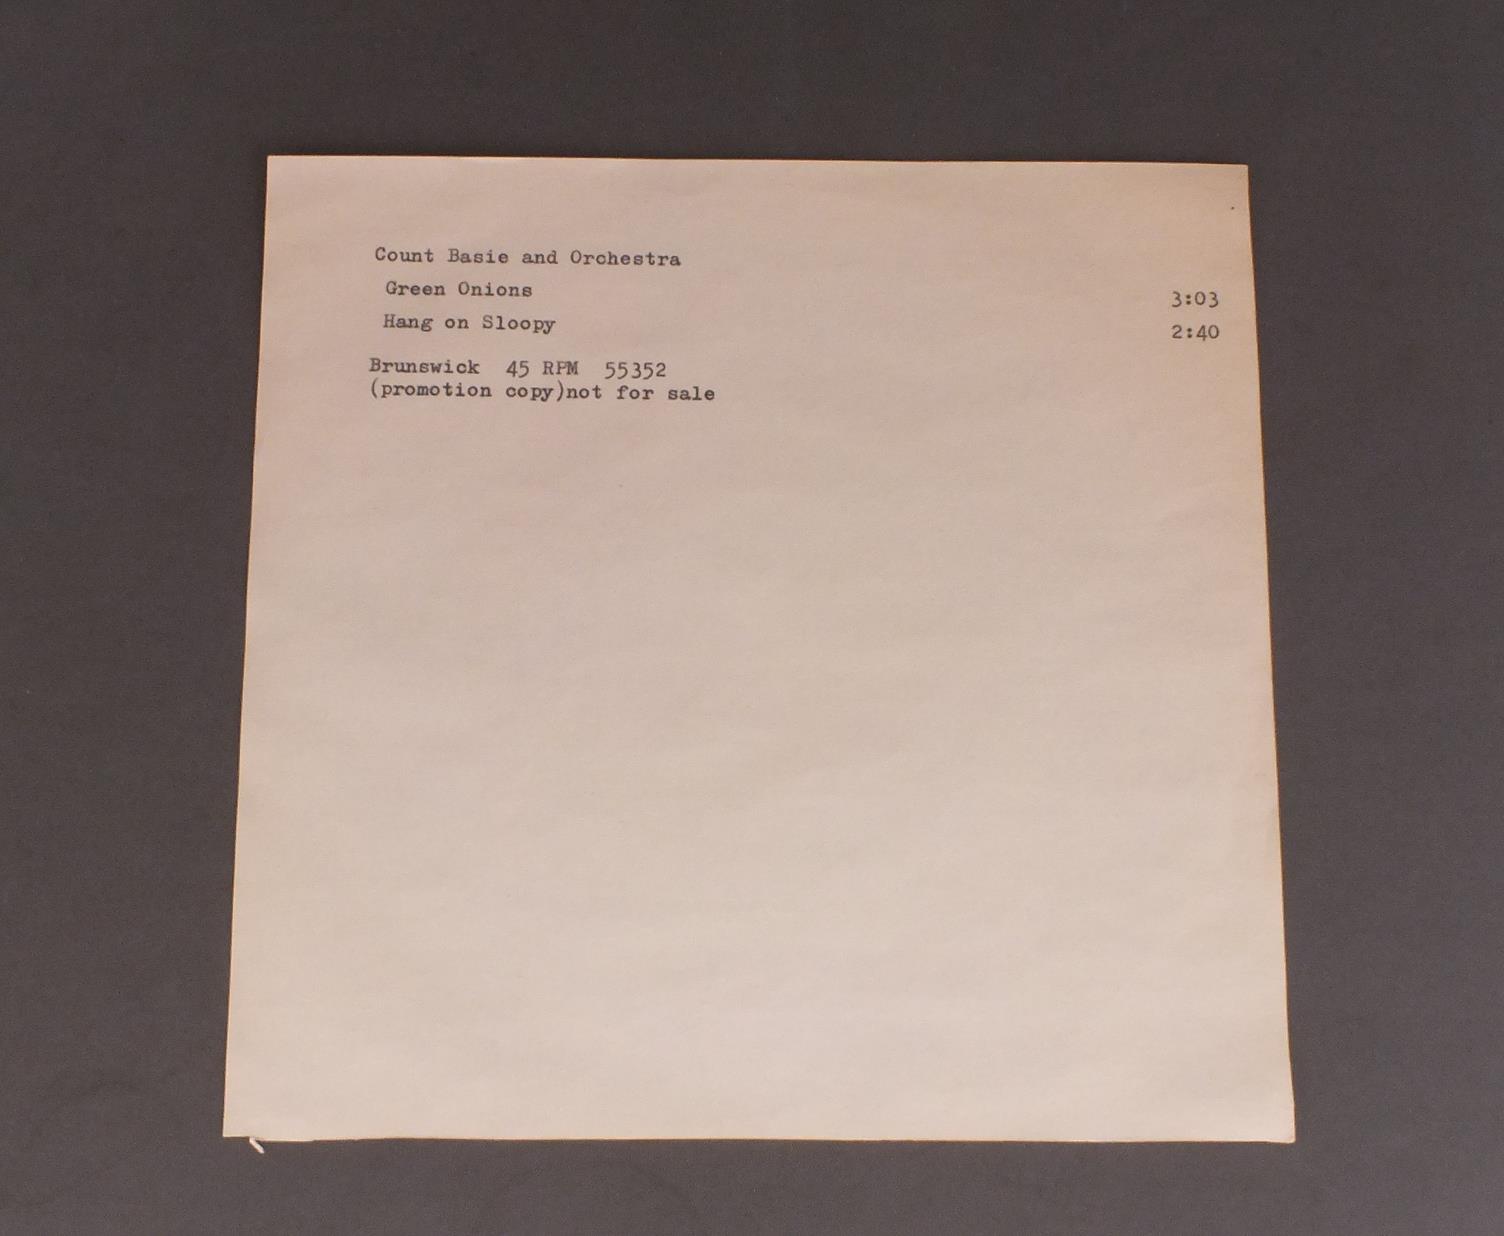 Count Basie and Orchestra
Green Onions 3:03
Hang on Sloopy 2:40
Brunswick 45 RPM 55352
(promotion copy)not for sale